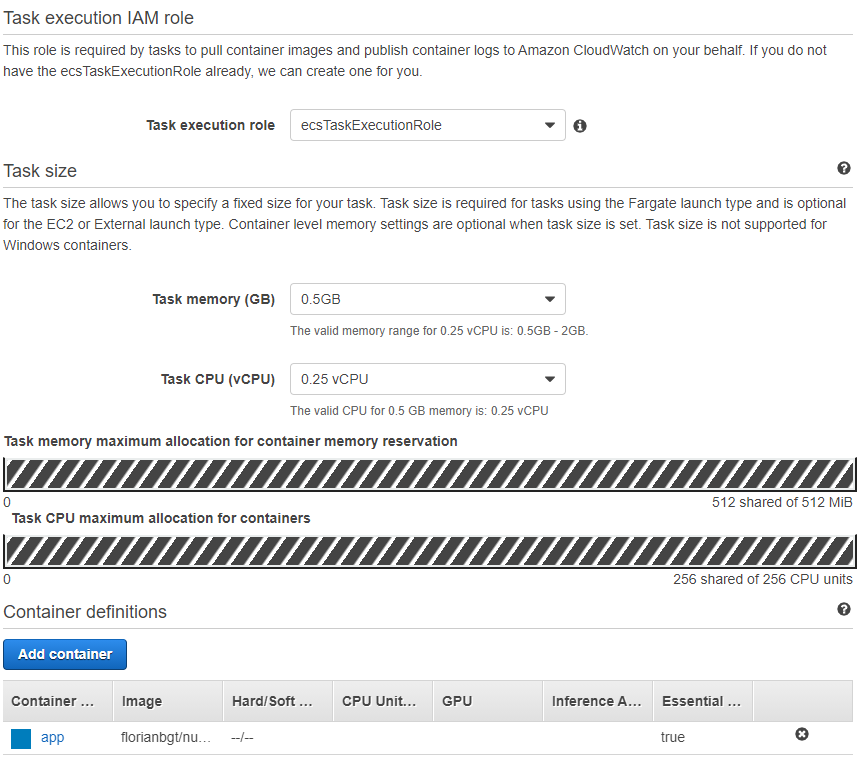 Task execution IAM role
This role is required by tasks to pull container images and publish container logs to Amazon CloudWatch on your behalf. If you do not
have the ecsTaskExecutionRole already, we can create one for you.
Task execution role ecsTaskExecutionRole
Task size
The task size allows you to specify a fixed size for your task. Task size is required for tasks using the Fargate launch type and is optional
for the EC2 or External launch type. Container level memory settings are optional when task size is set. Task size is not supported for
Windows containers.
Task memory (GB) 0.5GB
The valid memory range for 0.25 vCPU is: 0.5GB - 2GB.
Task CPU (vCPU) 0.25 vCPU
The valid CPU for 0.5 GB memory is: 0.25 vCPU
Task memory maximum allocation for container memory reservation
0 512 shared of 512 MiB
Task CPU maximum allocation for containers
0 256 shared of 256 CPU units
Container definitions
Add container
Container ... Image Hard/Soft ... CPU Unit... GPU Inference A... Essential ...
app florianbgt/nu... --/-- true